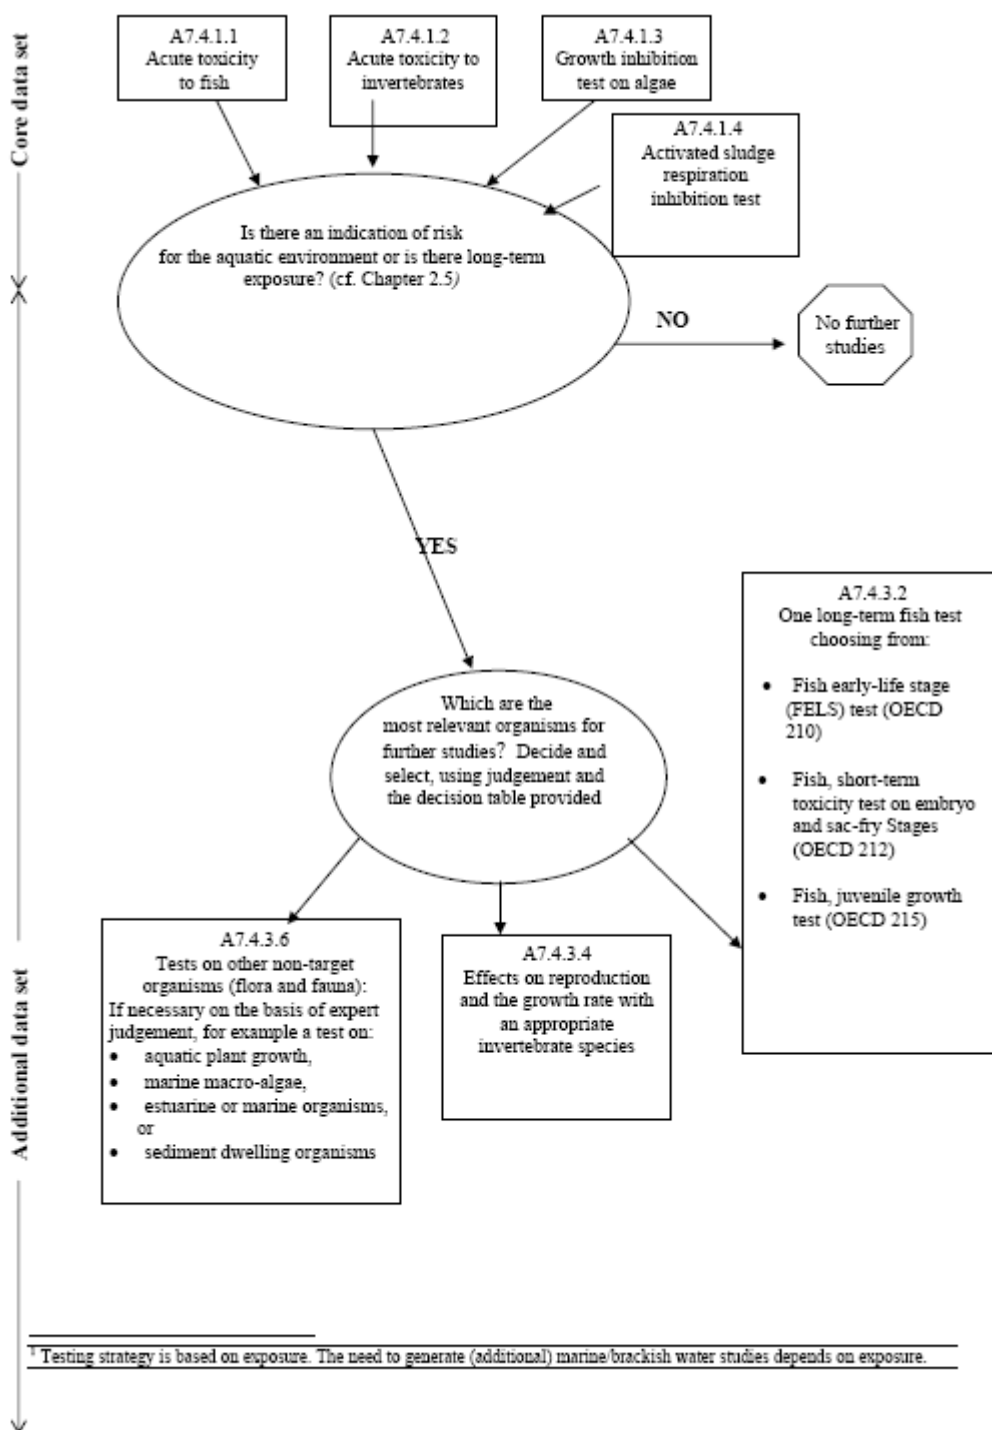 Core data set
A7.4.1.1
Acute toxicity
to fish
A7.4.1.2
Acute toxicity to
invertebrates
A7.4.1.3
Growth inhibition
test on algae
A7.4.1.4
Activated sludge
respiration
inhibition test
Is there an indication of risk
for the aquatic environment or is there long-term
exposure? (cf. Chapter 2.5)
NO
No further
studies
YES
Additional data set
Which are the
most relevant organisms for
further studies? Decide and
select, using judgement and
the decision table provided
A7.4.3.2
One long-term fish test
choosing from:
• Fish early-life stage
(FELS) test (OECD
210)
• Fish, short-term
toxicity test on embryo
and sac-fry Stages
(OECD 212)
• Fish, juvenile growth
test (OECD 215)
A7.4.3.6
Tests on other non-target
organisms (flora and fauna):
If necessary on the basis of expert
judgement, for example a test on:
• aquatic plant growth,
• marine macro-algae,
• estuarine or marine organisms,
or
• sediment dwelling organisms
A7.4.3.4
Effects on reproduction
and the growth rate with
an appropriate
invertebrate species
1 Testing strategy is based on exposure. The need to generate (additional) marine/brackish water studies depends on exposure.